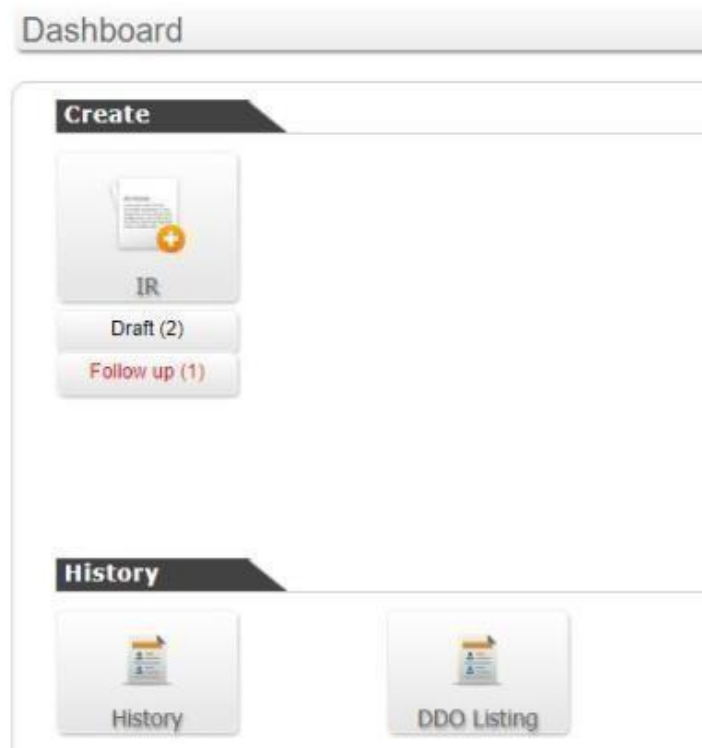 Dashboard
Create
IR
Draft (2)
Follow up (1)
History
History
DDO Listing